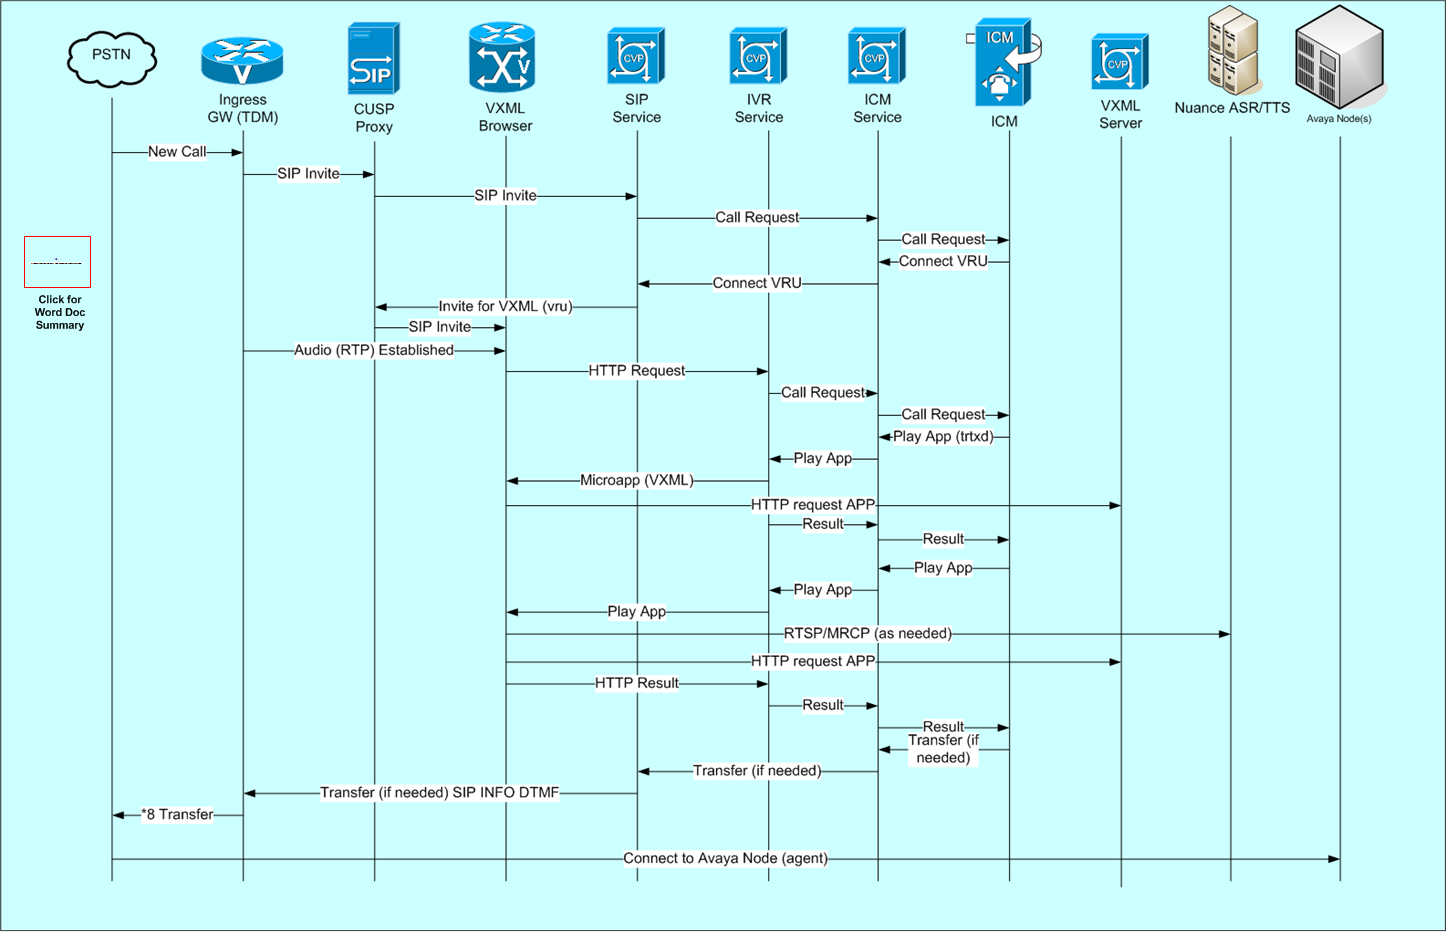 PSTN
Ingress
GW (TDM)
SIP
CUSP
Proxy
V
V
VXML
Browser
CVP
SIP
Service
CVP
IVR
Service
CVP
ICM
Service
ICM
ICM
CVP
VXML
Server
Nuance ASR/TTS
Avaya Node(s)
New Call
SIP Invite
SIP Invite
Call Request
Call Request
Connect VRU
Connect VRU
Invite for VXML (vru)
SIP Invite
Audio (RTP) Established
HTTP Request
Call Request
Call Request
Play App (trtxd)
Play App
Microapp (VXML)
HTTP request APP
Result
Result
Play App
Play App
Play App
RTSP/MRCP (as needed)
HTTP request APP
HTTP Result
Result
Result
Transfer (if
needed)
Transfer (if needed)
Transfer (if needed) SIP INFO DTMF
*8 Transfer
Connect to Avaya Node (agent)
Click for
Word Doc
Summary